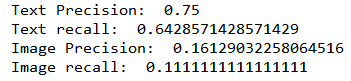 Text Precision:  0.75
Text recall:  0.6428571428571429
Image Precision:  0.16129032258064516
Image recall:  0.1111111111111111